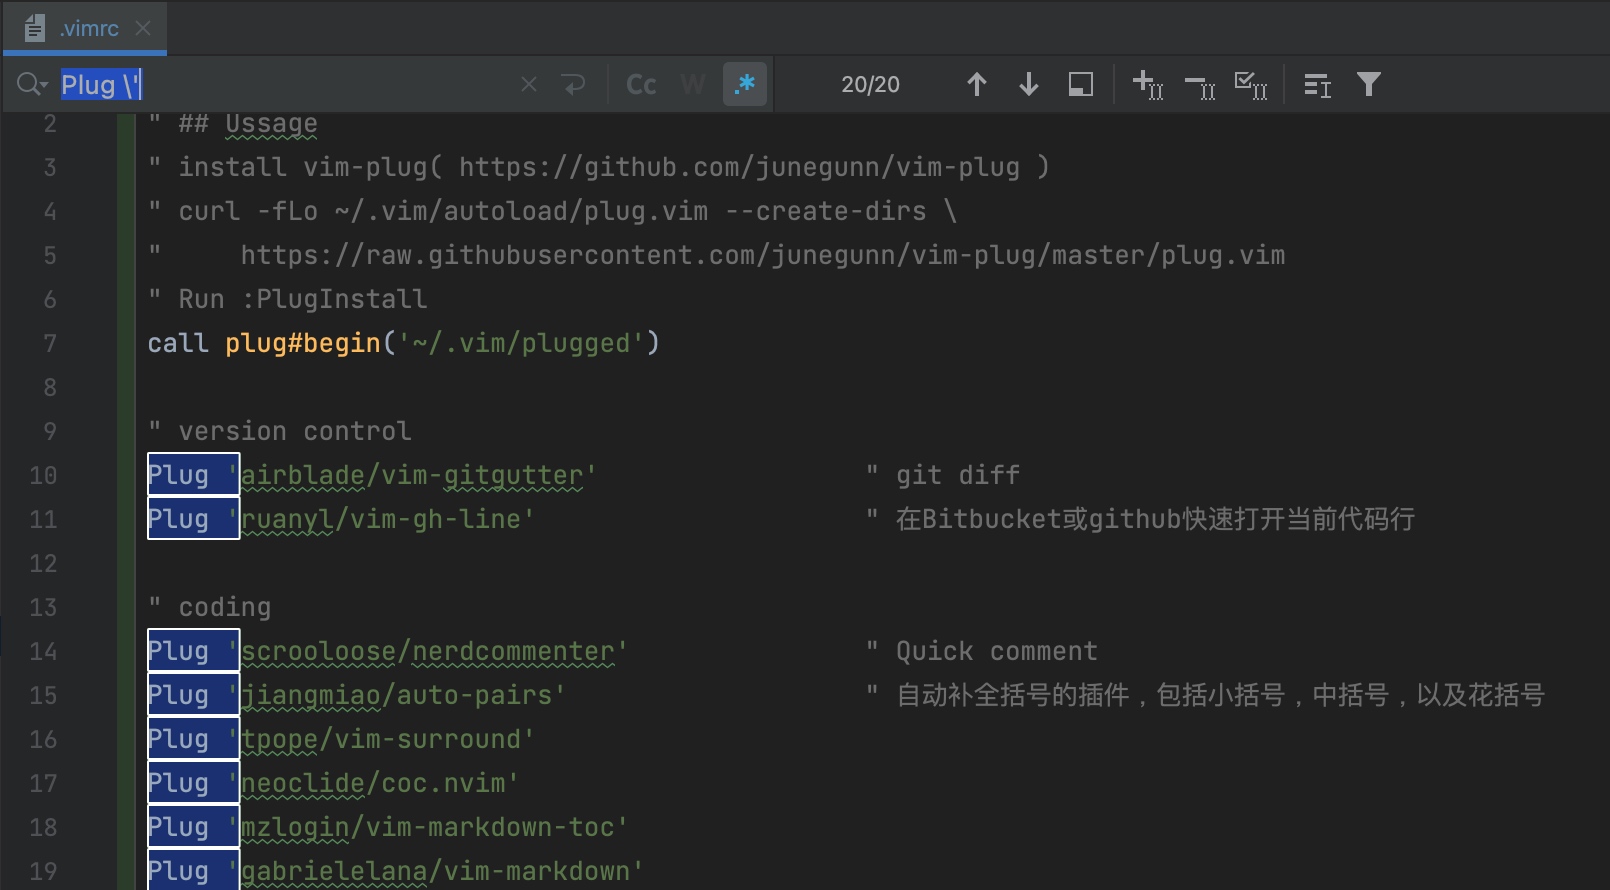 .vimrc
Plug \'
Cc W .* 20/20
2 " ## Ussage
3 " install vim-plug( https://github.com/junegunn/vim-plug )
4 " curl -fLo ~/.vim/autoload/plug.vim --create-dirs \
5 "     https://raw.githubusercontent.com/junegunn/vim-plug/master/plug.vim
6 " Run :PlugInstall
7 call plug#begin('~/.vim/plugged')
8
9 " version control
10 Plug 'airblade/vim-gitgutter' " git diff
11 Plug 'ruanyl/vim-gh-line' " 在Bitbucket或github快速打开当前代码行
12
13 " coding
14 Plug 'scrooloose/nerdcommenter' " Quick comment
15 Plug 'jiangmiao/auto-pairs' " 自动补全括号的插件，包括小括号，中括号，以及花括号
16 Plug 'tpope/vim-surround'
17 Plug 'neoclide/coc.nvim'
18 Plug 'mzlogin/vim-markdown-toc'
19 Plug 'gabrielelana/vim-markdown'